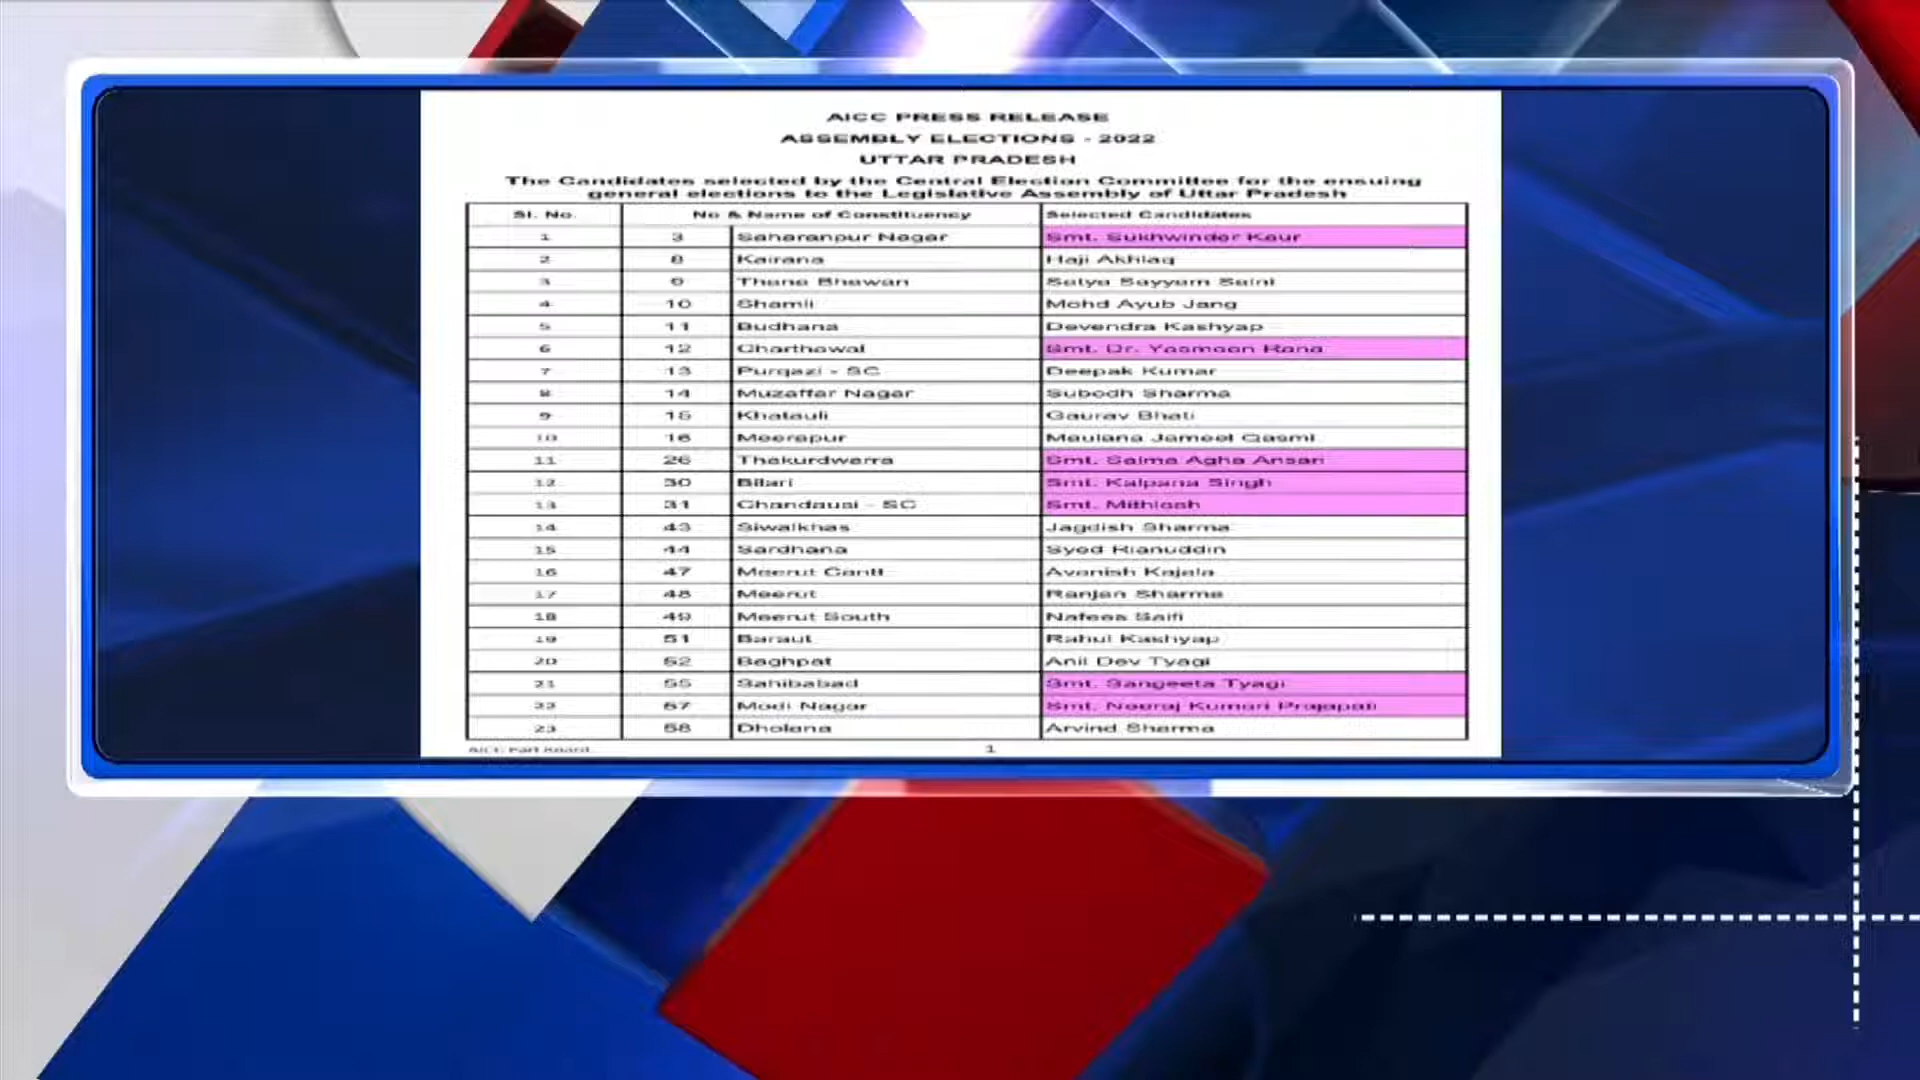 AICC PRESS RELEASE
ASSEMBLY ELECTIONS - 2022
UTTAR PRADESH
The Candidates selected by the Central Election Committee for the ensuing
general elections to the Legislative Assembly of Uttar Pradesh
Sl. No. No & Name of Constituency Selected Candidates
1 3 Saharanpur Nagar Smt. Sukhwinder Kaur
2 8 Kairana Haji Akhlaq
3 9 Thana Bhawan Satya Sayyam Saini
4 10 Shamli Mohd Ayub Jang
5 11 Budhana Devendra Kashyap
6 12 Charthawal Smt. Dr. Yasmeen Rana
7 13 Purqazi - SC Deepak Kumar
8 14 Muzaffar Nagar Subodh Sharma
9 15 Khatauli Gaurav Bhati
10 16 Meerapur Maulana Jameel Qasmi
11 26 Thakurdwarra Smt. Salma Agha Ansari
12 30 Bilari Smt. Kalpana Singh
13 31 Chandausi - SC Smt. Mithlesh
14 43 Siwalkhas Jagdish Sharma
15 44 Sardhana Syed Rianuddin
16 47 Meerut Cantt Avanish Kajala
17 48 Meerut Ranjan Sharma
18 49 Meerut South Nafees Saifi
19 51 Baraut Rahul Kashyap
20 52 Baghpat Anil Dev Tyagi
21 55 Sahibabad Smt. Sangeeta Tyagi
22 57 Modi Nagar Smt. Neeraj Kumari Prajapati
23 58 Dholana Arvind Sharma
AICC 1